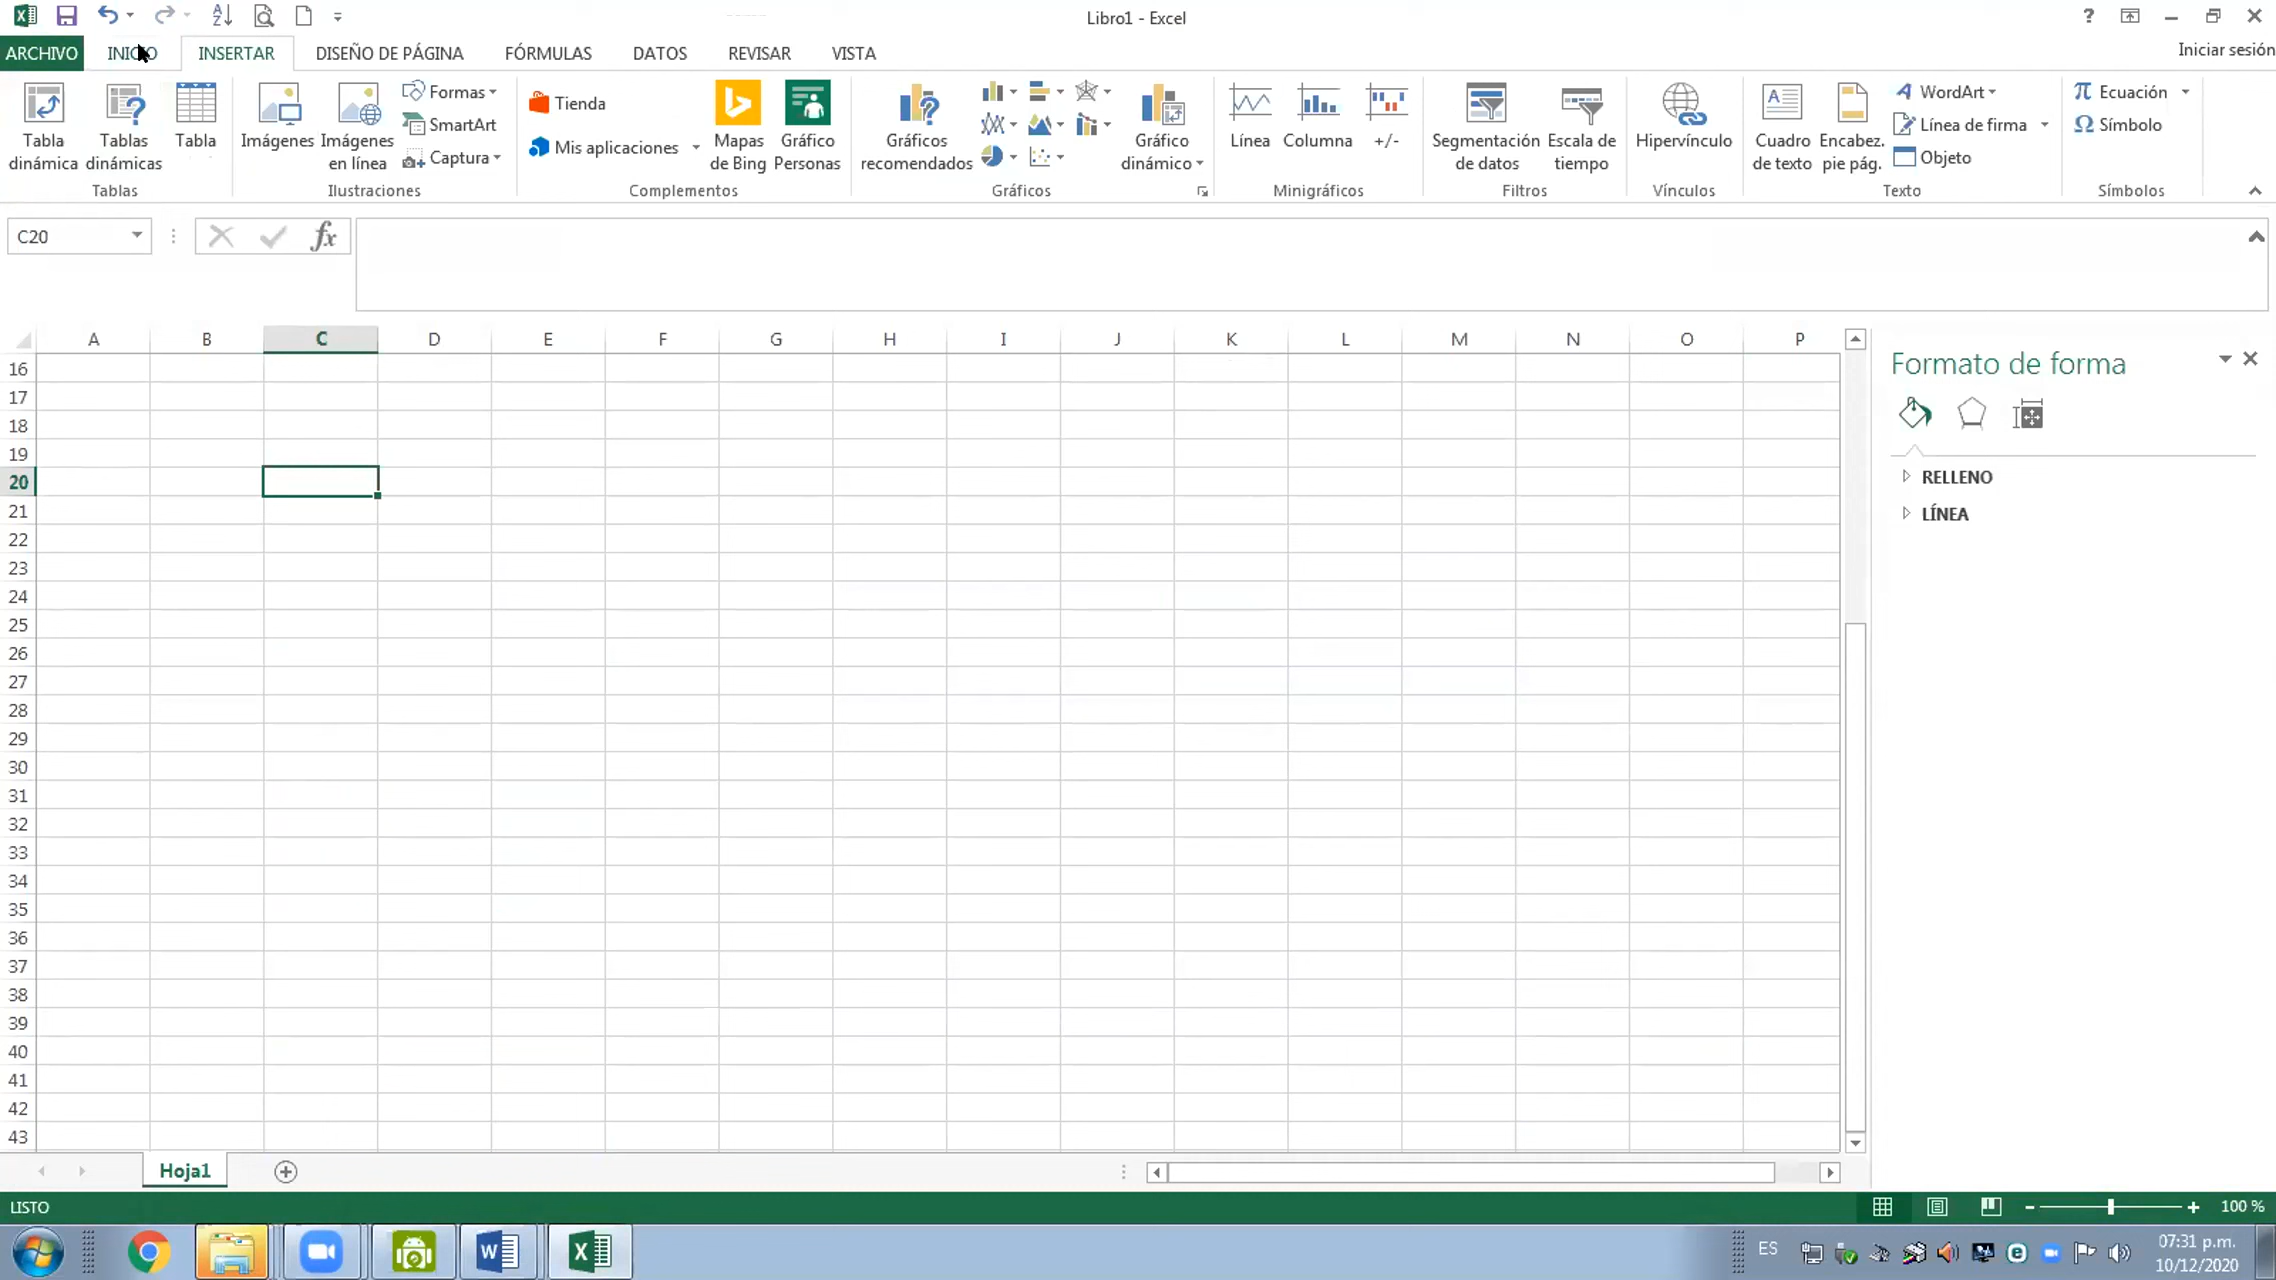 Libro1 - Excel
ARCHIVO INICIO INSERTAR DISEÑO DE PÁGINA FÓRMULAS DATOS REVISAR VISTA Iniciar sesión
Tabla dinámica
Tablas dinámicas
Tabla
Tablas
Imágenes
Imágenes en línea
Formas
SmartArt
Captura
Ilustraciones
Tienda
Mis aplicaciones
Mapas de Bing
Gráfico Personas
Complementos
Gráficos recomendados
Gráfico dinámico
Gráficos
Línea
Columna
+/-
Minigráficos
Segmentación de datos
Escala de tiempo
Filtros
Hipervínculo
Vínculos
Cuadro de texto
Encabez. pie pág.
WordArt
Línea de firma
Objeto
Texto
Ecuación
Símbolo
Símbolos
C20
fx
A B C D E F G H I J K L M N O P
16
17
18
19
20
21
22
23
24
25
26
27
28
29
30
31
32
33
34
35
36
37
38
39
40
41
42
43
Formato de forma
RELLENO
LÍNEA
Hoja1
LISTO
100 %
ES
07:31 p.m.
10/12/2020